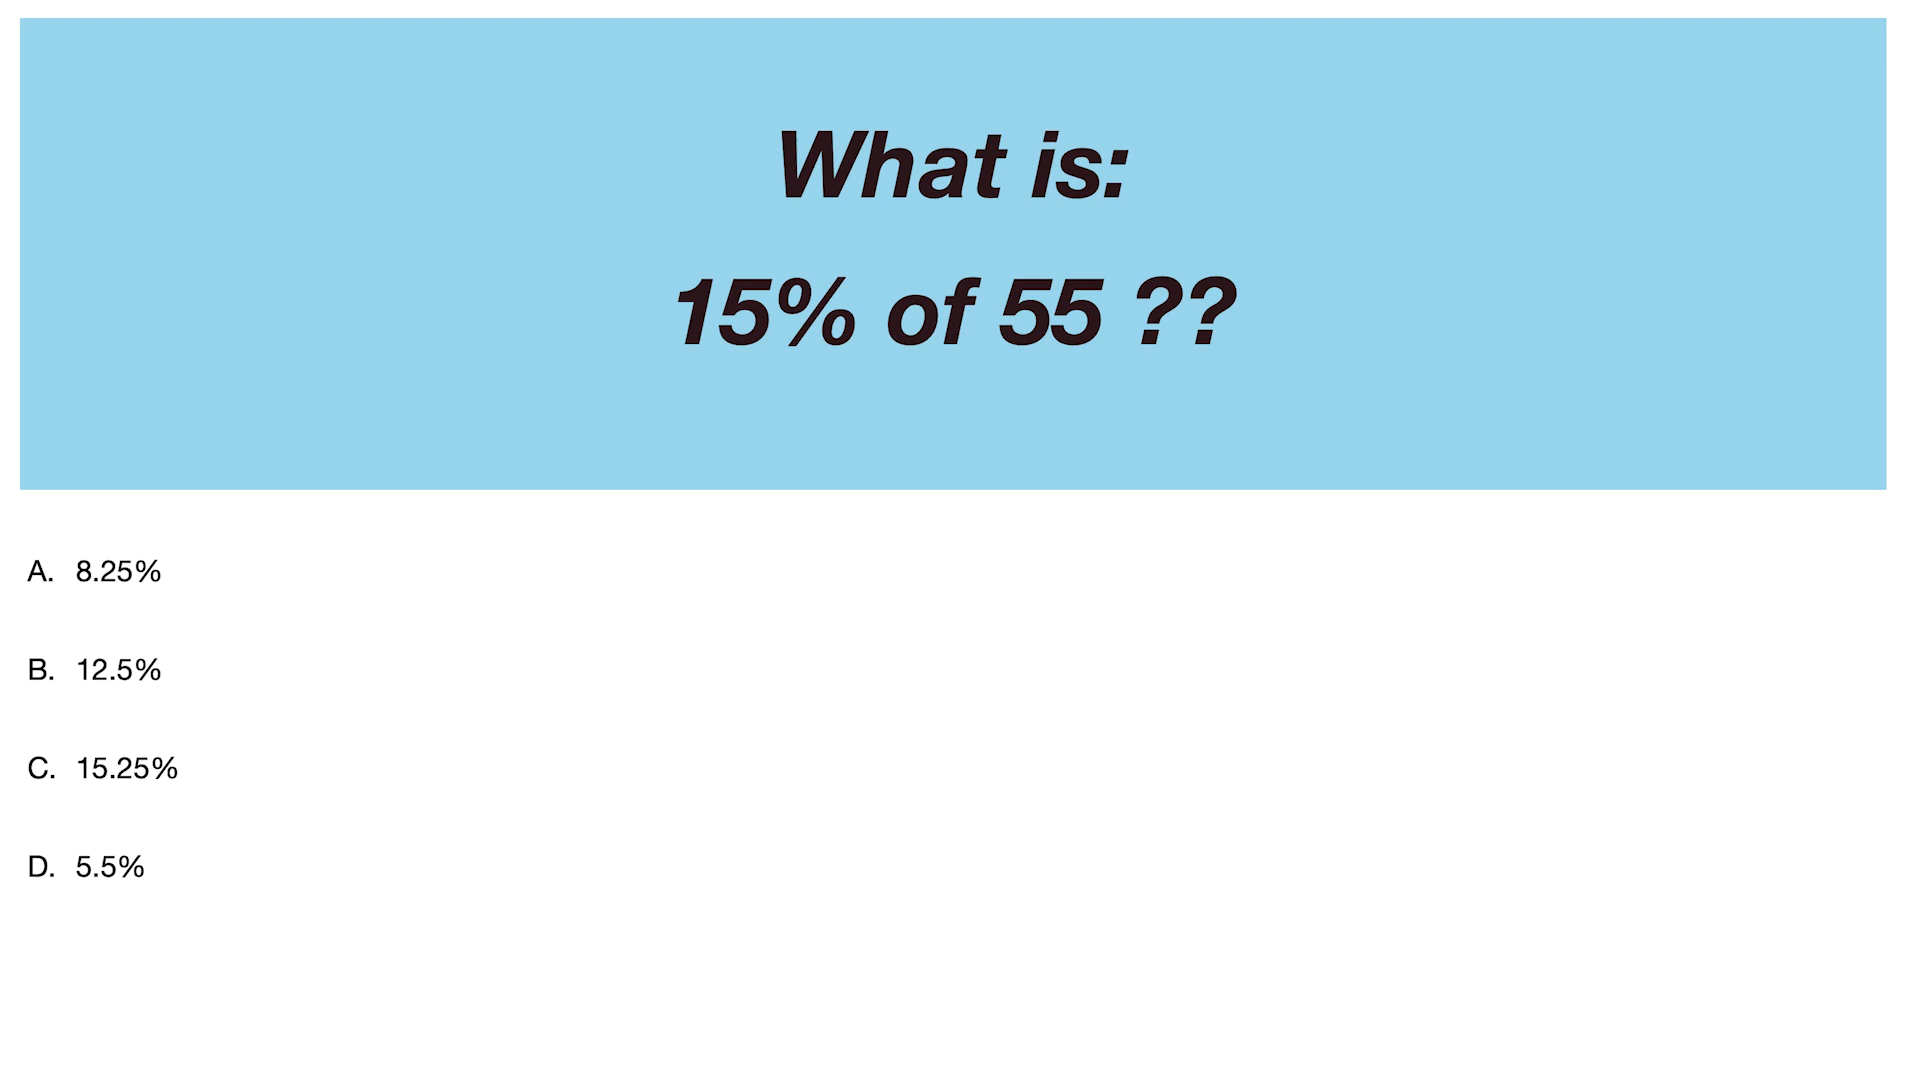 What is:
15% of 55 ??
A. 8.25%
B. 12.5%
C. 15.25%
D. 5.5%